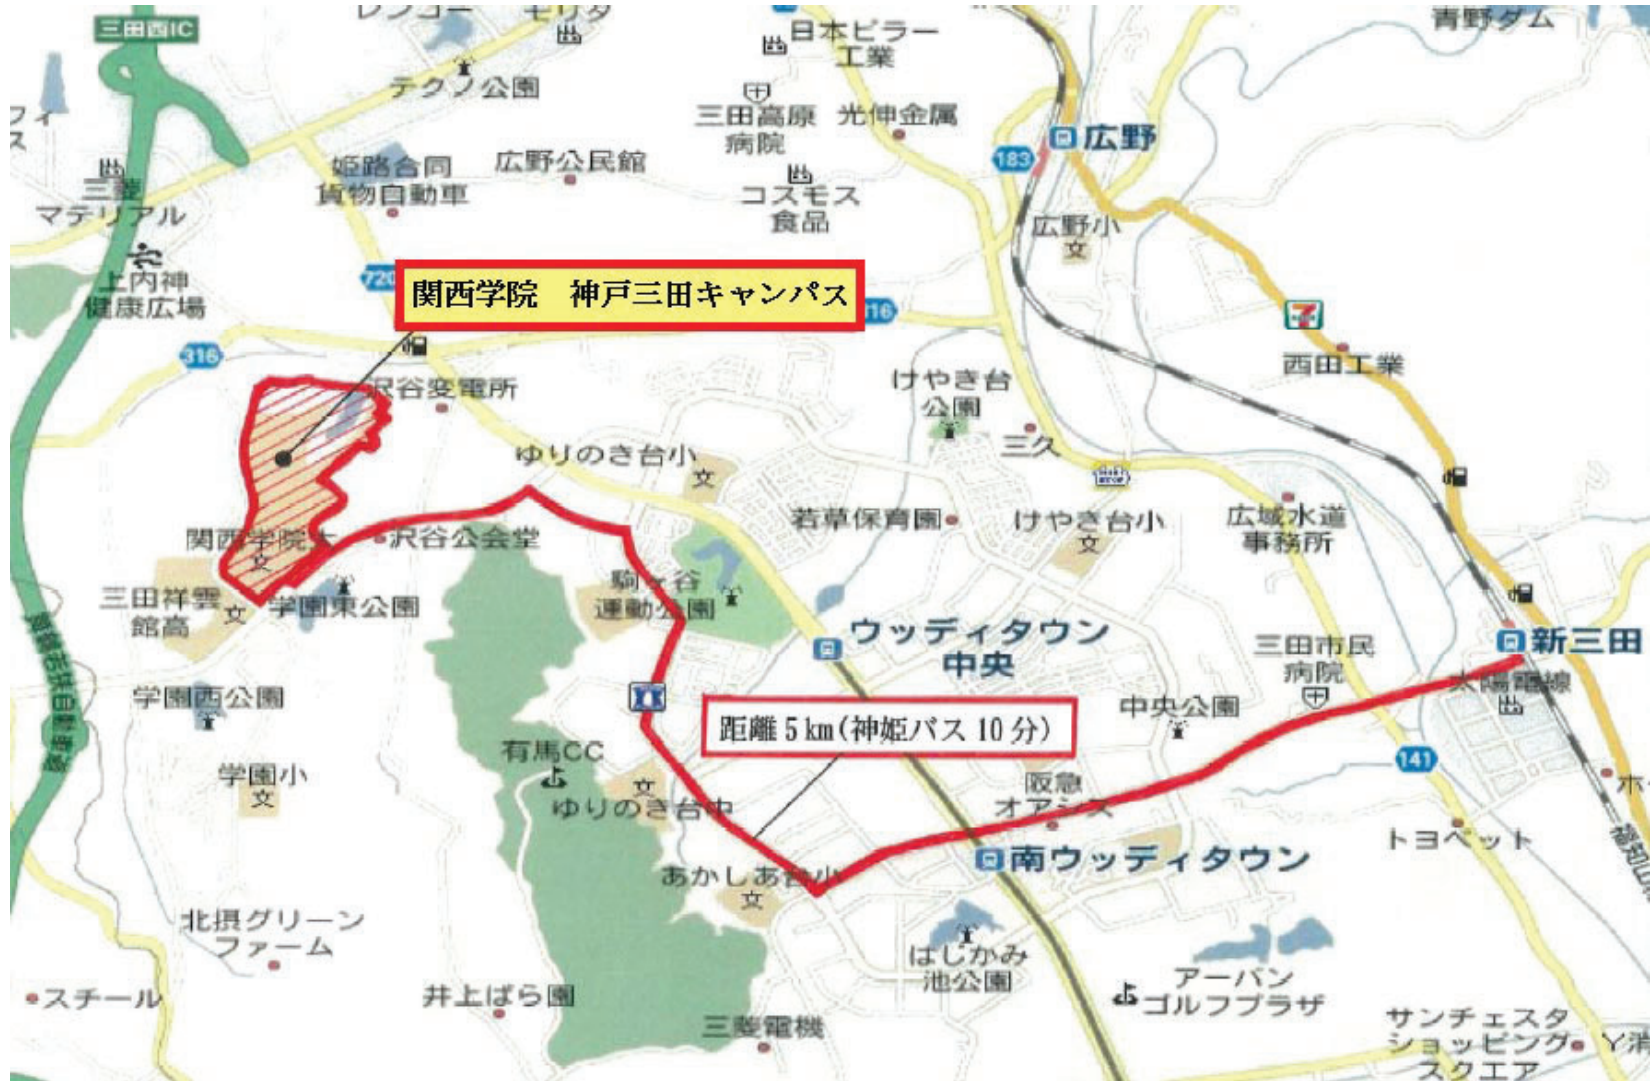 三田西IC
モリタ
テクノ公園
日本ピラー
工業
青野ダム
三田高原
病院
光伸金属
広野
183
姫路合同
貨物自動車
広野公民館
コスモス
食品
広野小
三菱
マテリアル
上内神
健康広場
720
関西学院 神戸三田キャンパス
316
西田工業
沢谷変電所
けやき台
公園
三久
ゆりのき台小
若草保育園
けやき台小
広域水道
事務所
関西学院大
沢谷公会堂
三田祥雲
館高
学園東公園
駒ヶ谷
運動公園
ウッディタウン
中央
三田市民
病院
新三田
太陽電線
学園西公園
中央公園
距離5km(神姫バス10分)
有馬CC
学園小
ゆりのき台中
阪急
オアシス
141
トヨペット
南ウッディタウン
あかしあ台小
北摂グリーン
ファーム
はじかみ
池公園
アーバン
ゴルフプラザ
スチール
井上ばら園
三菱電機
サンチェスタ
ショッピング
スクエア